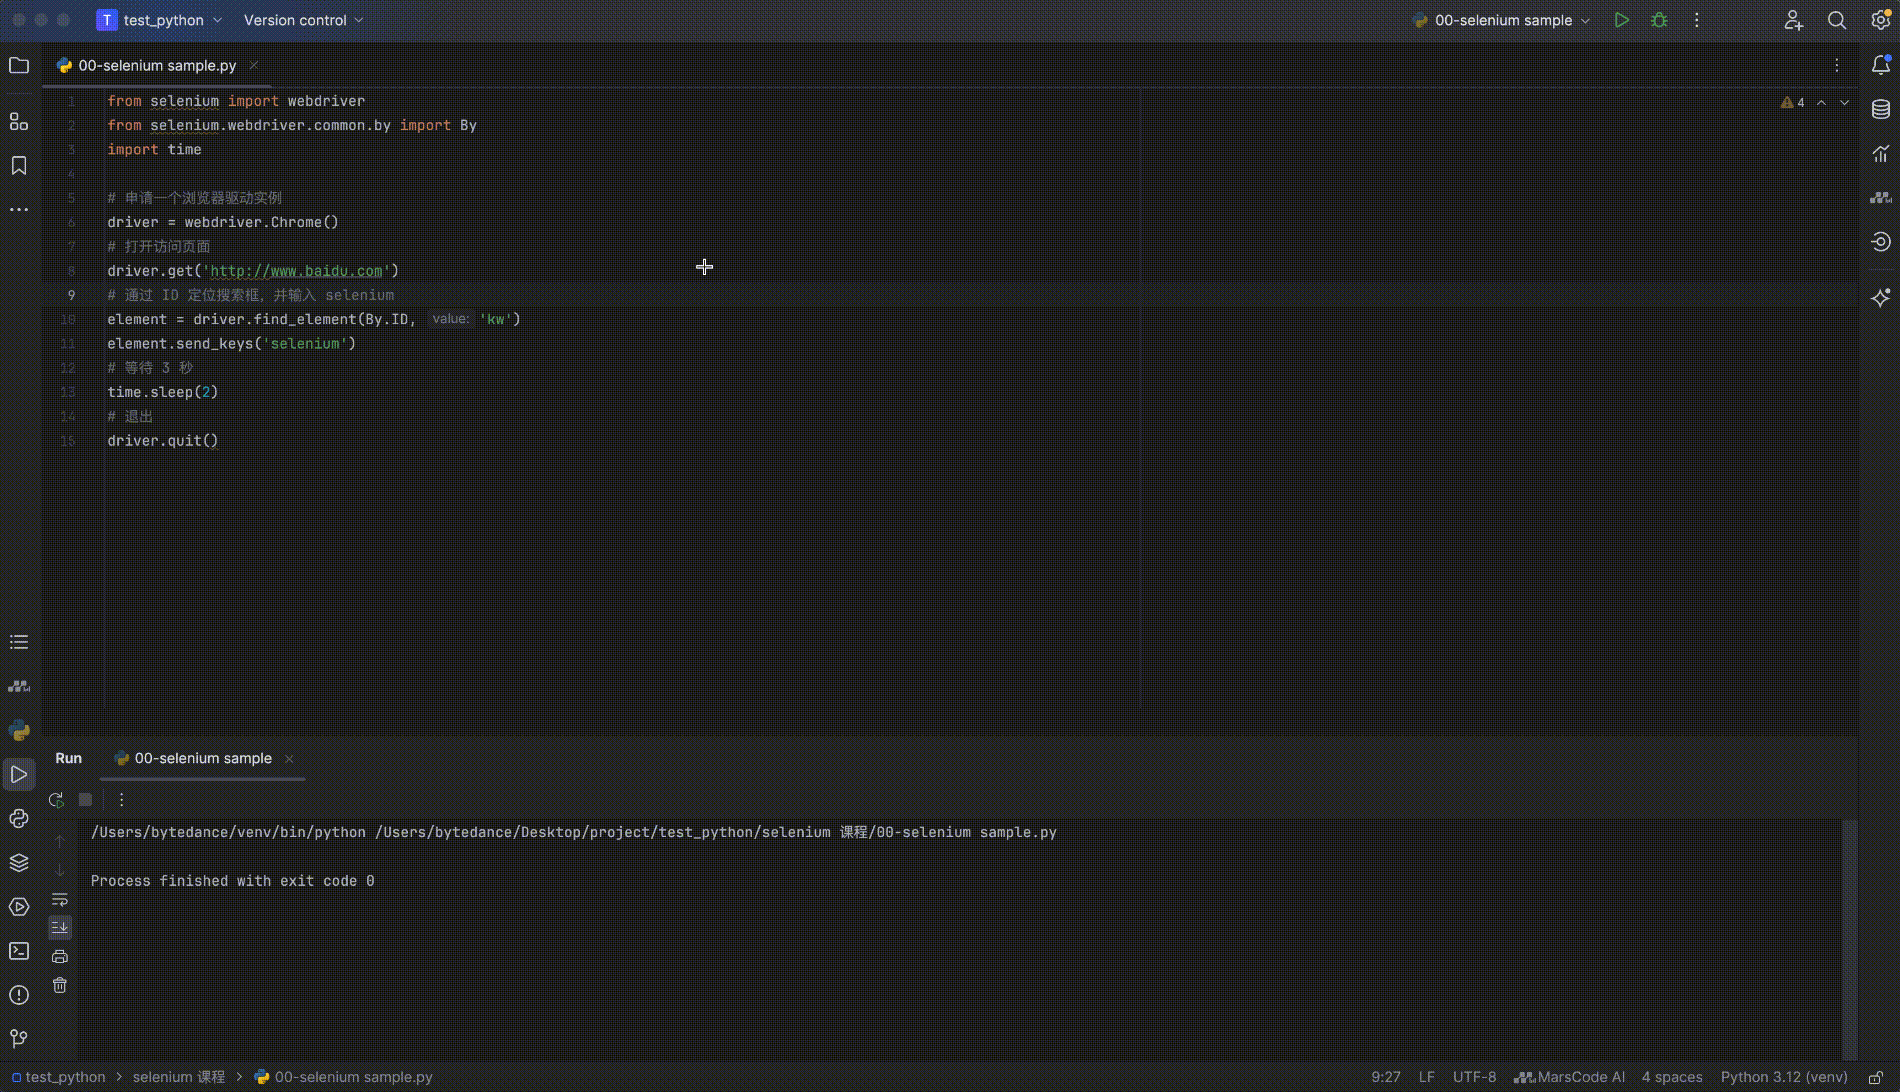 T test_python Version control 00-selenium sample
00-selenium sample.py
4
1 from selenium import webdriver
2 from selenium.webdriver.common.by import By
3 import time
4
5 # 申请一个浏览器驱动实例
6 driver = webdriver.Chrome()
7 # 打开访问页面
8 driver.get('http://www.baidu.com')
9 # 通过 ID 定位搜索框，并输入 selenium
10 element = driver.find_element(By.ID, value: 'kw')
11 element.send_keys('selenium')
12 # 等待 3 秒
13 time.sleep(2)
14 # 退出
15 driver.quit()
Run 00-selenium sample
/Users/bytedance/venv/bin/python /Users/bytedance/Desktop/project/test_python/selenium 课程/00-selenium sample.py
Process finished with exit code 0
test_python > selenium 课程 > 00-selenium sample.py 9:27 LF UTF-8 MarsCode AI 4 spaces Python 3.12 (venv)